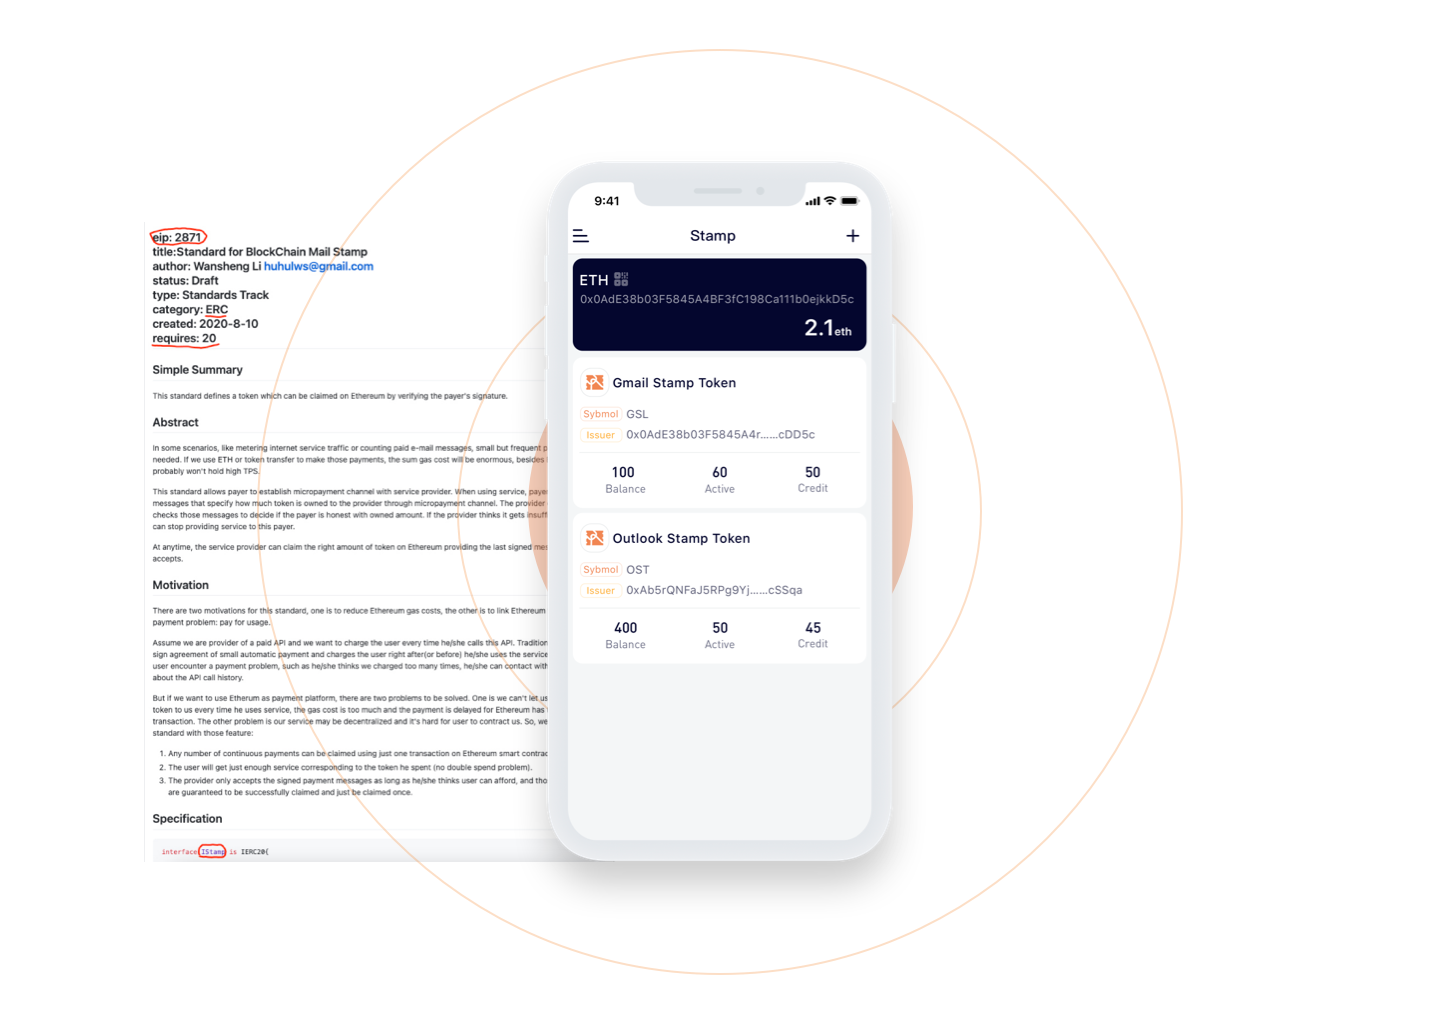 eip: 2871
title:Standard for BlockChain Mail Stamp
author: Wansheng Li huhulws@gmail.com
status: Draft
type: Standards Track
category: ERC
created: 2020-8-10
requires: 20
Simple Summary
This standard defines a token which can be claimed on Ethereum by verifying the payer's signature.
Abstract
In some scenarios, like metering internet service traffic or counting paid e-mail messages, small but frequent
needed. If we use ETH or token transfer to make those payments, the sum gas cost will be enormous, besides
probably won't hold high TPS.
This standard allows payer to establish micropayment channel with service provider. When using service,
messages that specify how much token is owned to the provider through micropayment channel. The provider
checks those messages to decide if the payer is honest with owned amount. If the provider thinks it gets
can stop providing service to this payer.
At anytime, the service provider can claim the right amount of token on Ethereum providing the last signed
accepts.
Motivation
There are two motivations for this standard, one is to reduce Ethereum gas costs, the other is to link Ethereum
payment problem: pay for usage.
Assume we are provider of a paid API and we want to charge the user every time he/she calls this API.
sign agreement of small automatic payment and charges the user right after(or before) he/she uses the service
user encounter a payment problem, such as he/she thinks we charged too many times, he/she can contact with
about the API call history.
But if we want to use Etherum as payment platform, there are two problems to be solved. One is we can't let
token to us every time he uses service, the gas cost is too much and the payment is delayed for Ethereum has
transaction. The other problem is our service may be decentralized and it's hard for user to contract us. So, we
standard with those feature:
1. Any number of continuous payments can be claimed using just one transaction on Ethereum smart
2. The user will get just enough service corresponding to the token he spent (no double spend problem).
3. The provider only accepts the signed payment messages as long as he/she thinks user can afford, and
are guaranteed to be successfully claimed and just be claimed once.
Specification
interface IStamp is IERC20{
9:41
Stamp
+
ETH
0x0AdE38b03F5845A4BF3fC198Ca111b0ejkkD5c
2.1eth
Gmail Stamp Token
Sybmol GSL
Issuer 0x0AdE38b03F5845A4r......cDD5c
100 60 50
Balance Active Credit
Outlook Stamp Token
Sybmol OST
Issuer 0xAb5rQNFaJ5RPg9Yj......cSSqa
400 50 45
Balance Active Credit